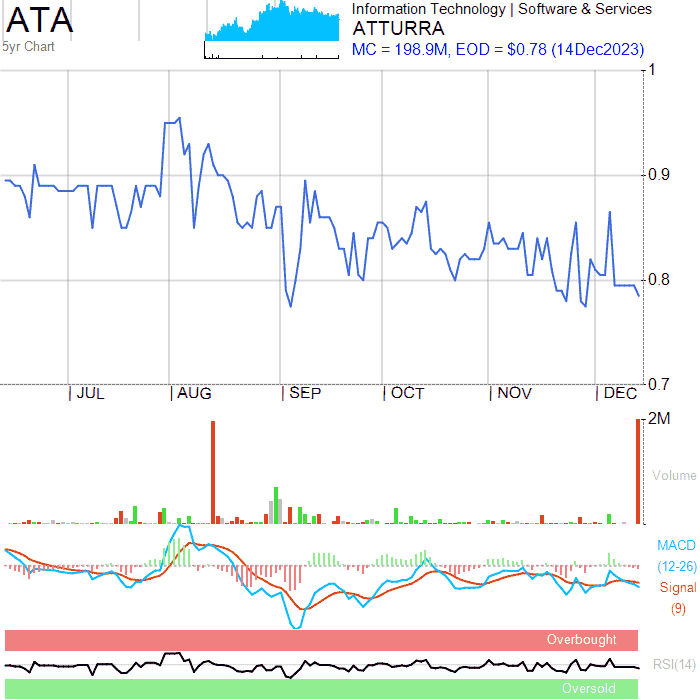 ATA
5yr Chart
Information Technology | Software & Services
ATTURRA
MC = 198.9M, EOD = $0.78 (14Dec2023)
1
0.9
0.8
0.7
| JUL | AUG | SEP | OCT | NOV | DEC
2M
Volume
MACD
(12-26)
Signal
(9)
Overbought
RSI(14)
Oversold